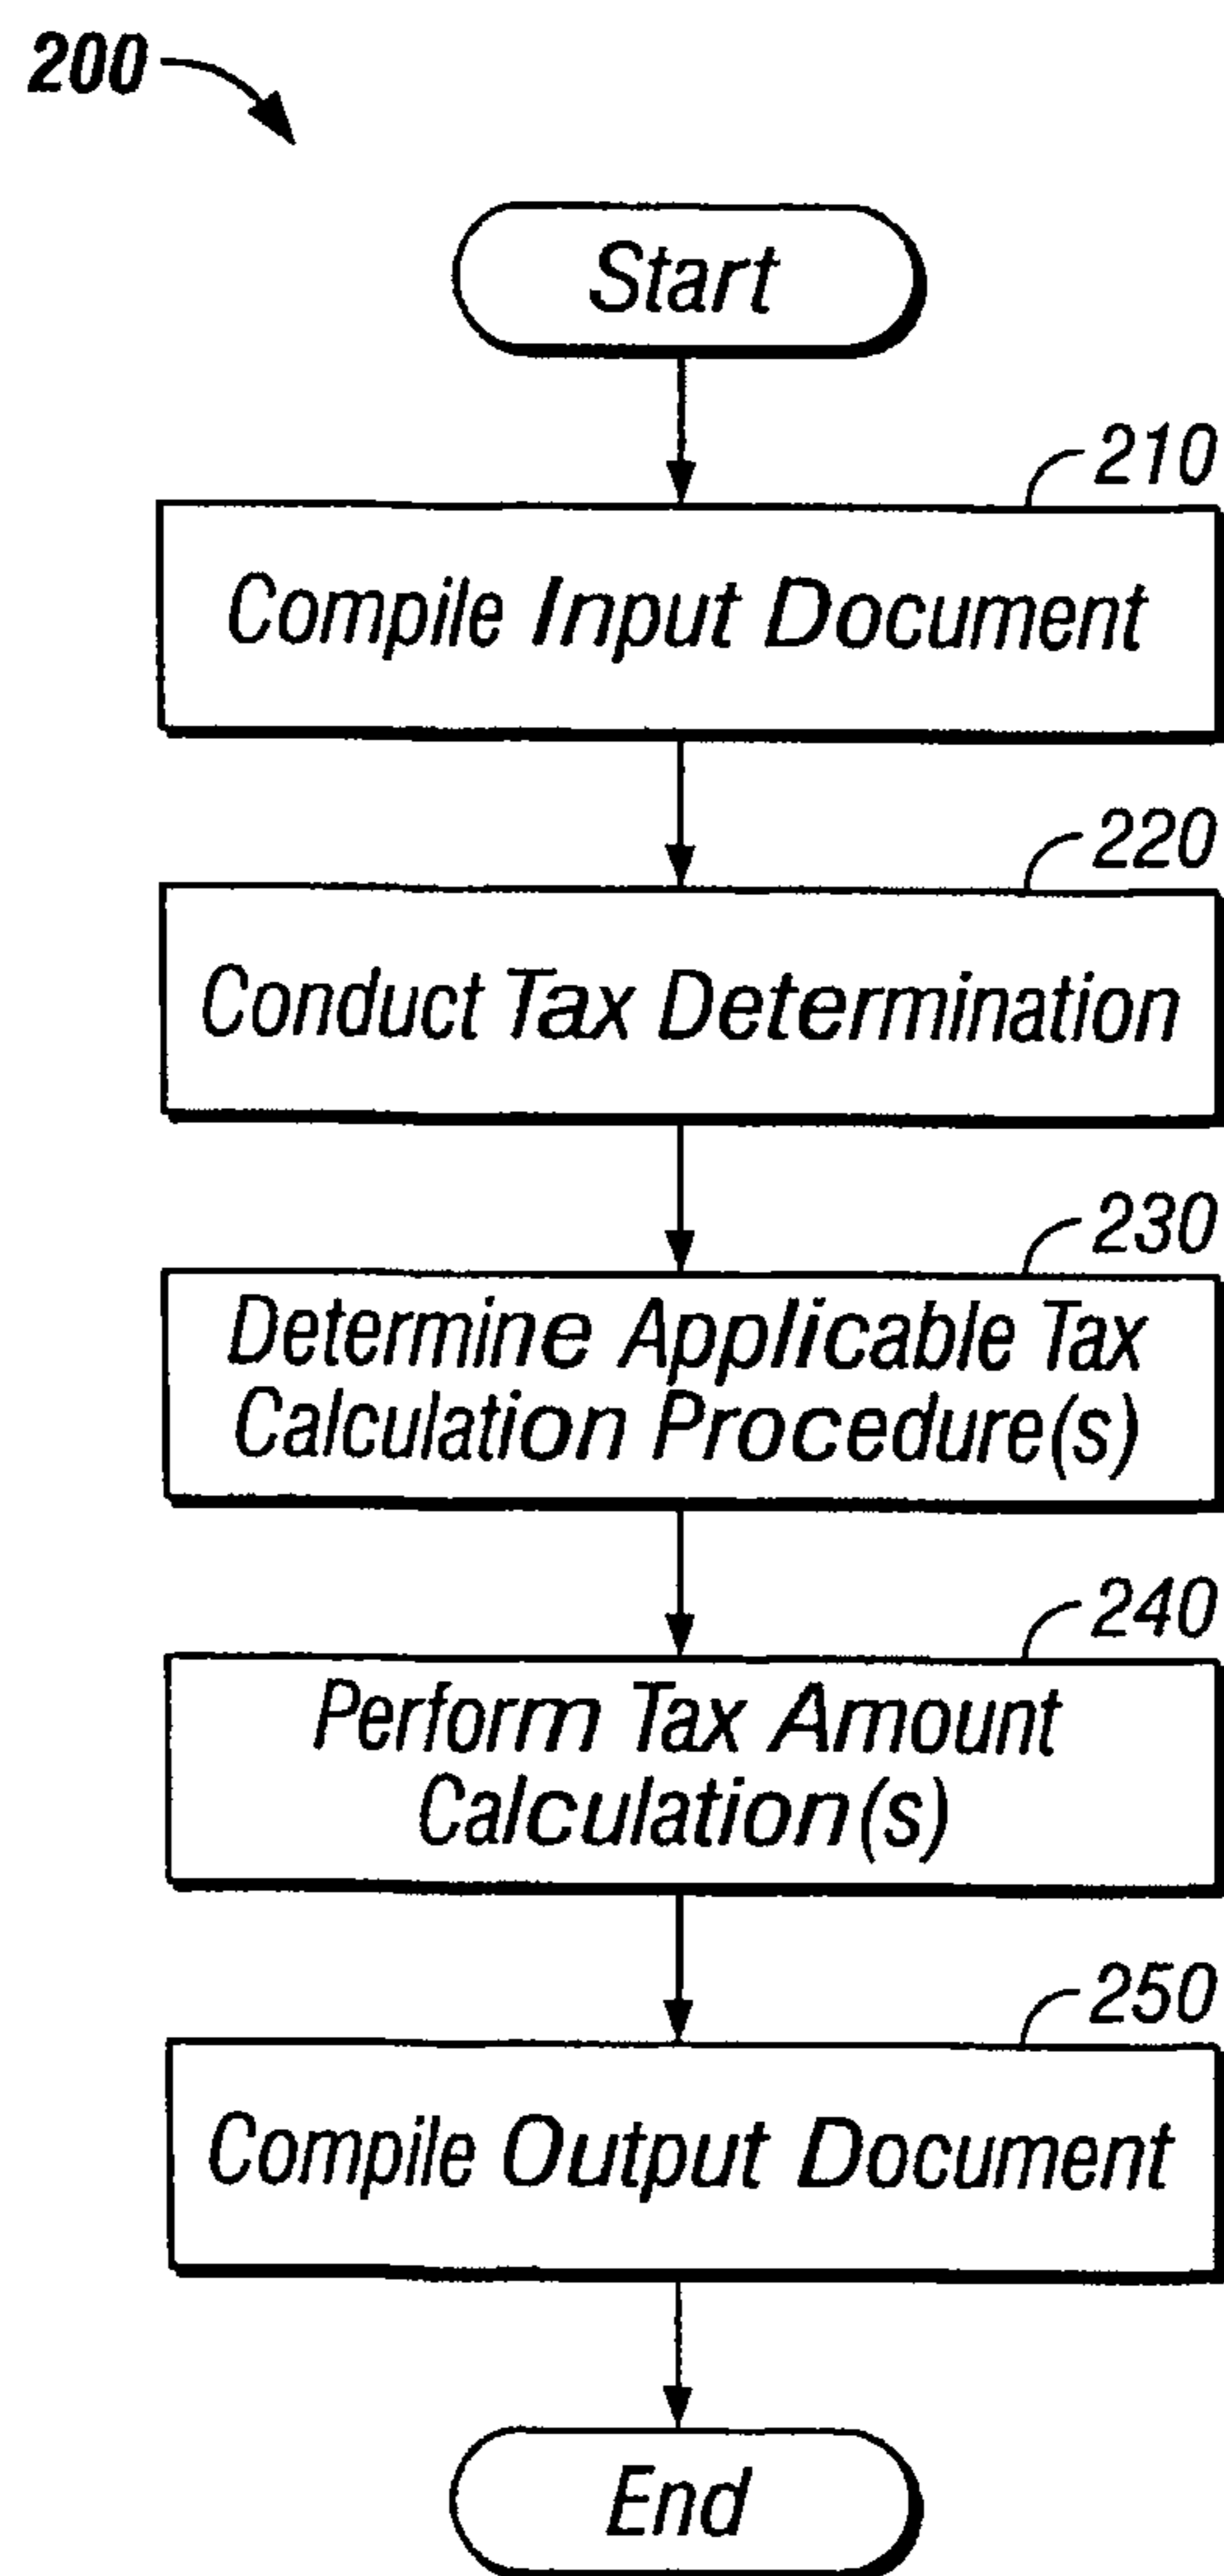 200
Start
210
Compile Input Document
220
Conduct Tax Determination
230
Determine Applicable Tax
Calculation Procedure(s)
240
Perform Tax Amount
Calculation(s)
250
Compile Output Document
End